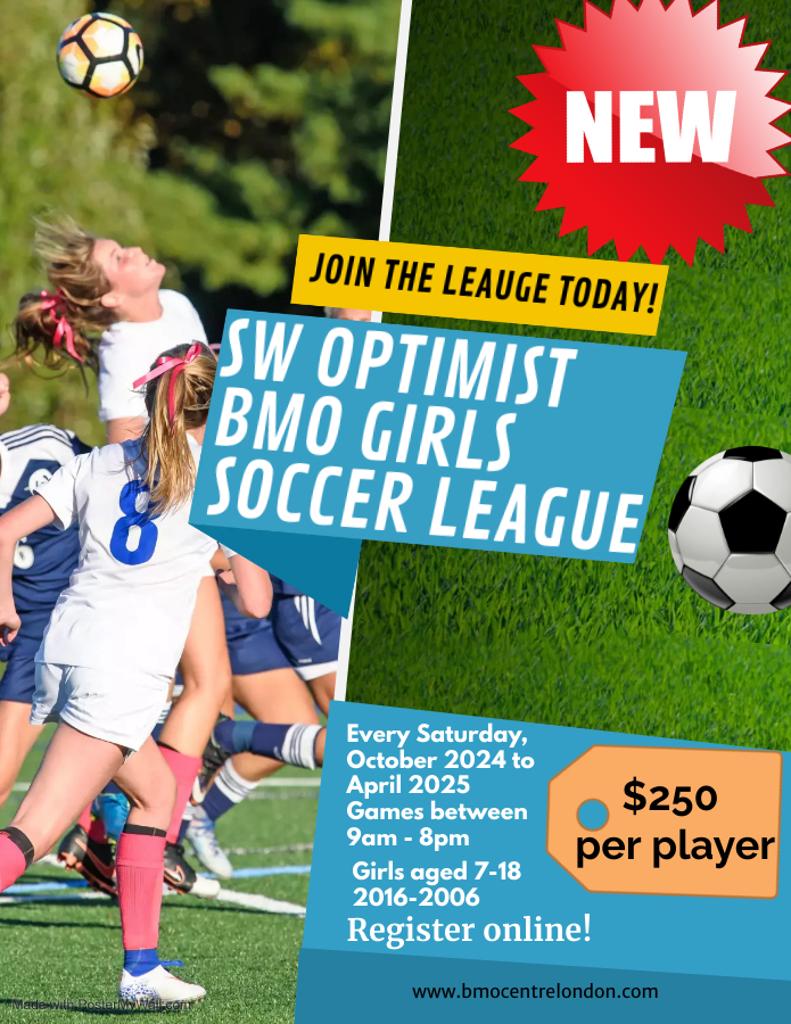 NEW
JOIN THE LEAUGE TODAY!
SW OPTIMIST
BMO GIRLS
SOCCER LEAGUE
8
Every Saturday,
October 2024 to
April 2025
Games between
9am - 8pm
Girls aged 7-18
2016-2006
Register online!
$250
per player
www.bmocentrelondon.com
Made with PosterMyWall.com